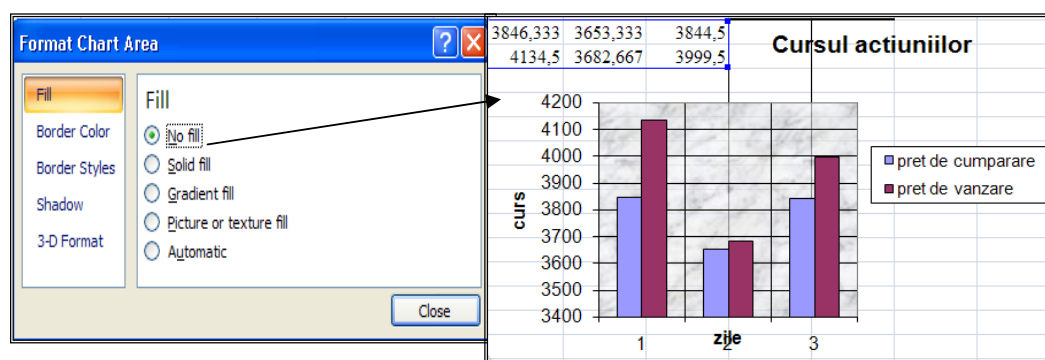 Format Chart Area
Fill
Border Color
Border Styles
Shadow
3-D Format
Fill
No fill
Solid fill
Gradient fill
Picture or texture fill
Automatic
Close
3846,333 3653,333 3844,5
4134,5 3682,667 3999,5
Cursul actiuniilor
4200
4100
4000
3900
3800
3700
3600
3500
3400
curs
1 2 3
zile
pret de cumparare
pret de vanzare